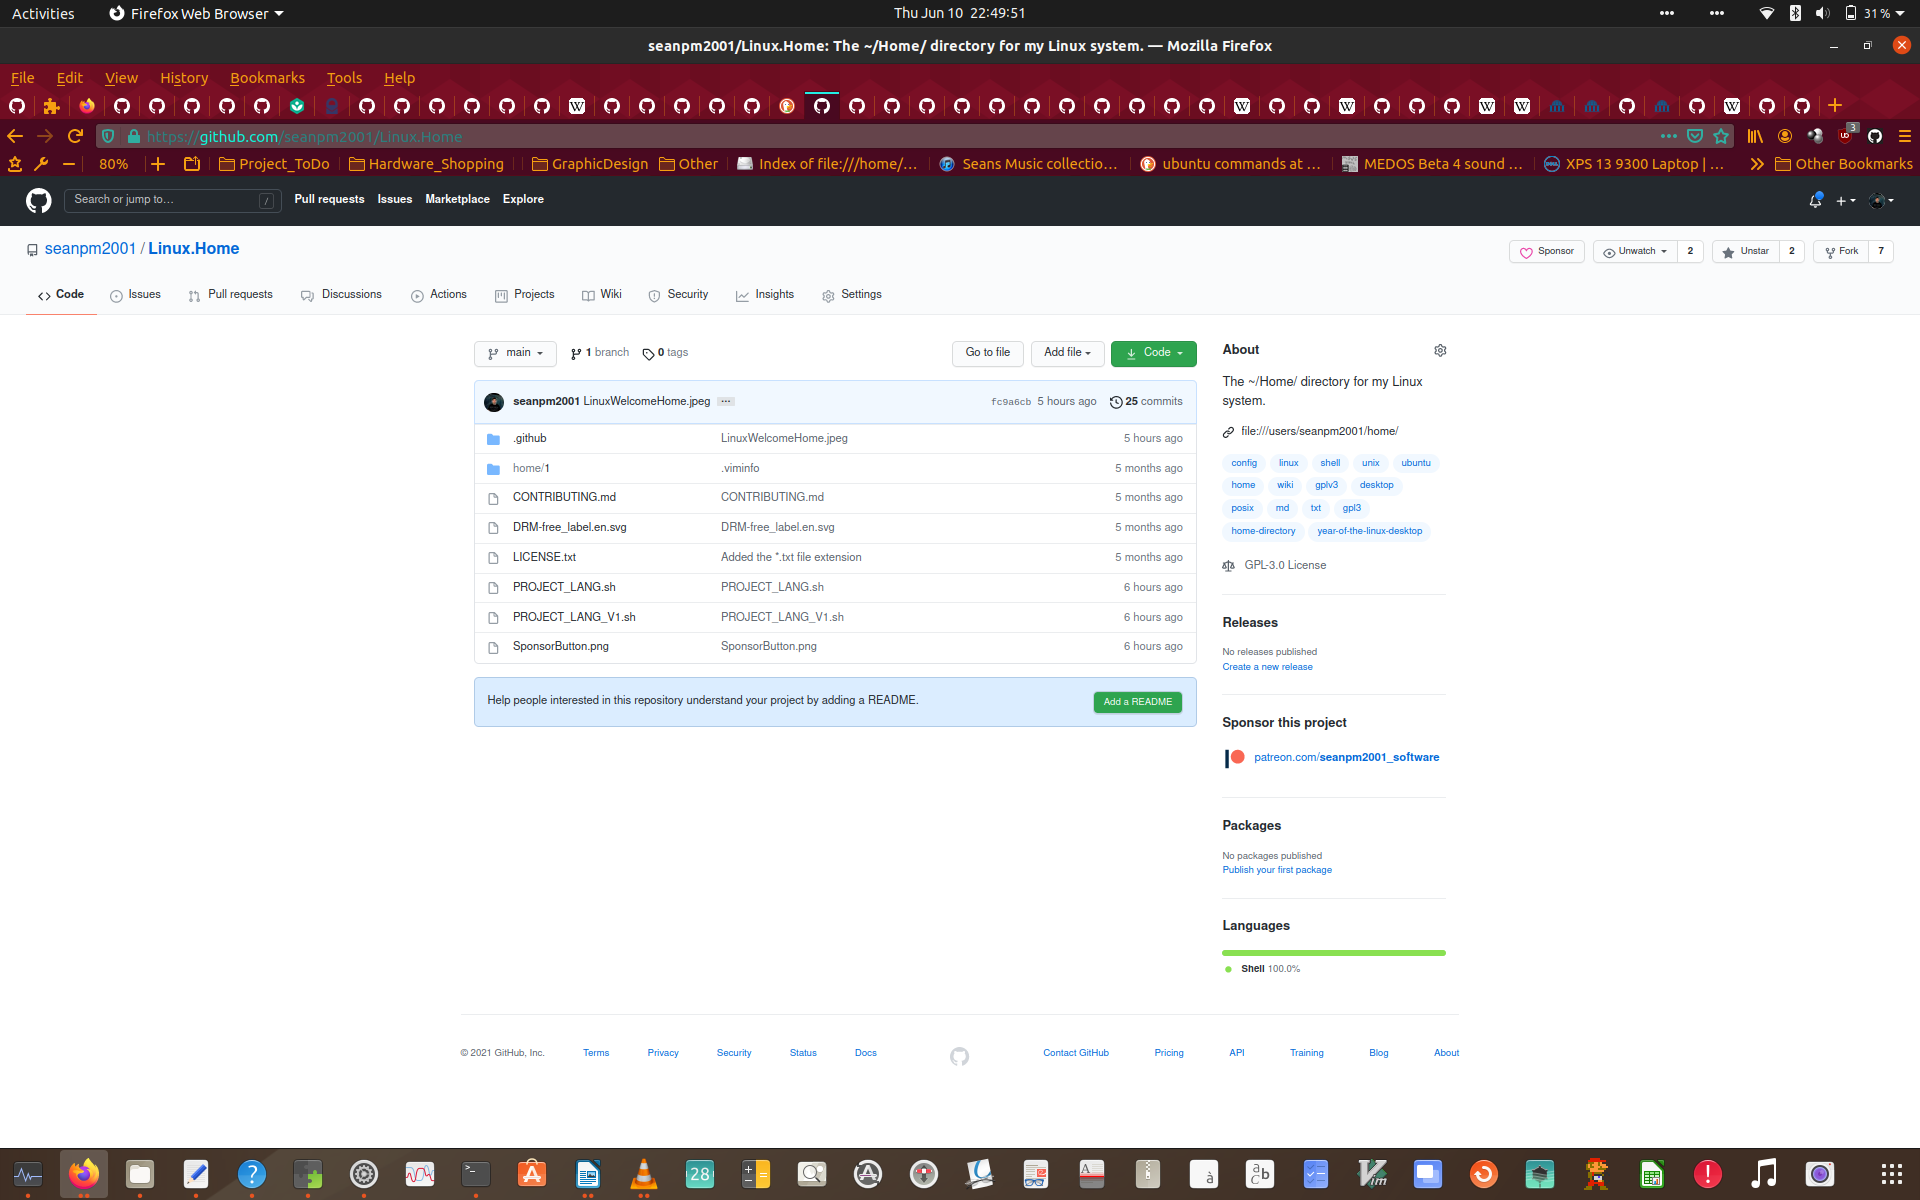 Activities Firefox Web Browser Thu Jun 10 22:49:51 31%
seanpm2001/Linux.Home: The ~/Home/ directory for my Linux system. — Mozilla Firefox
File Edit View History Bookmarks Tools Help
https://github.com/seanpm2001/Linux.Home 3
80% Project_ToDo Hardware_Shopping GraphicDesign Other Index of file:///home/... Seans Music collectio... ubuntu commands at ... MEDOS Beta 4 sound ... XPS 13 9300 Laptop | ... Other Bookmarks
Search or jump to... / Pull requests Issues Marketplace Explore
seanpm2001 / Linux.Home Sponsor Unwatch 2 Unstar 2 Fork 7
Code Issues Pull requests Discussions Actions Projects Wiki Security Insights Settings
main 1 branch 0 tags Go to file Add file Code
seanpm2001 LinuxWelcomeHome.jpeg ... fc9a6cb 5 hours ago 25 commits
.github LinuxWelcomeHome.jpeg 5 hours ago
home/1 .viminfo 5 months ago
CONTRIBUTING.md CONTRIBUTING.md 5 months ago
DRM-free_label.en.svg DRM-free_label.en.svg 5 months ago
LICENSE.txt Added the *.txt file extension 5 months ago
PROJECT_LANG.sh PROJECT_LANG.sh 6 hours ago
PROJECT_LANG_V1.sh PROJECT_LANG_V1.sh 6 hours ago
SponsorButton.png SponsorButton.png 6 hours ago
Help people interested in this repository understand your project by adding a README. Add a README
About
The ~/Home/ directory for my Linux
system.
file:///users/seanpm2001/home/
config linux shell unix ubuntu
home wiki gplv3 desktop
posix md txt gpl3
home-directory year-of-the-linux-desktop
GPL-3.0 License
Releases
No releases published
Create a new release
Sponsor this project
patreon.com/seanpm2001_software
Packages
No packages published
Publish your first package
Languages
Shell 100.0%
© 2021 GitHub, Inc. Terms Privacy Security Status Docs Contact GitHub Pricing API Training Blog About
28